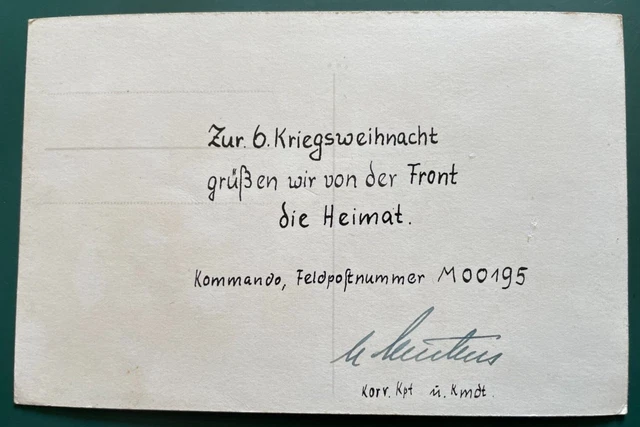 Zur. 6. Kriegsweihnacht
grüßen wir von der Front
die Heimat.
Kommando, Feldpostnummer M00195
Korv. Kpt u. Kmdt.